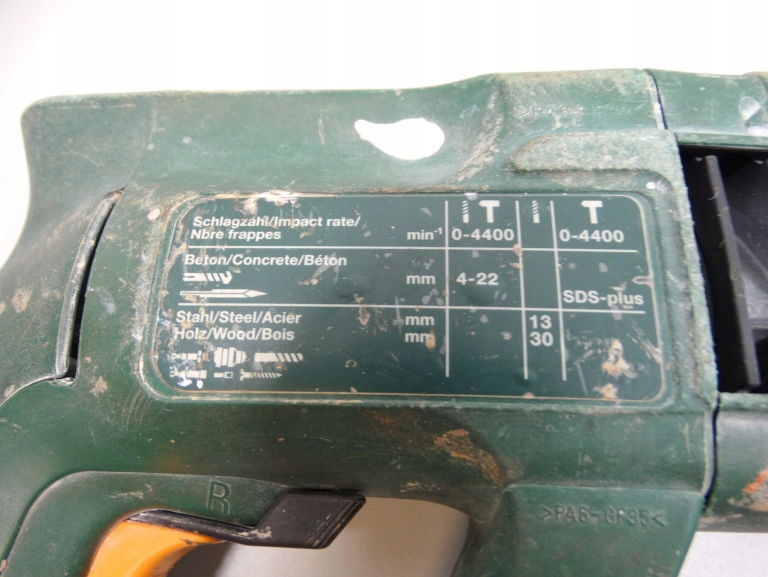 >PA6-
Schlagzahl/Impact rate/
Nbre frappes min-1 0-4400 0-4400
Beton/Concrete/Béton
mm 4-22
SDS-plus
Stahl/Steel/Acier mm 13
Holz/Wood/Bois mm 30
R
>PA6-GF35<